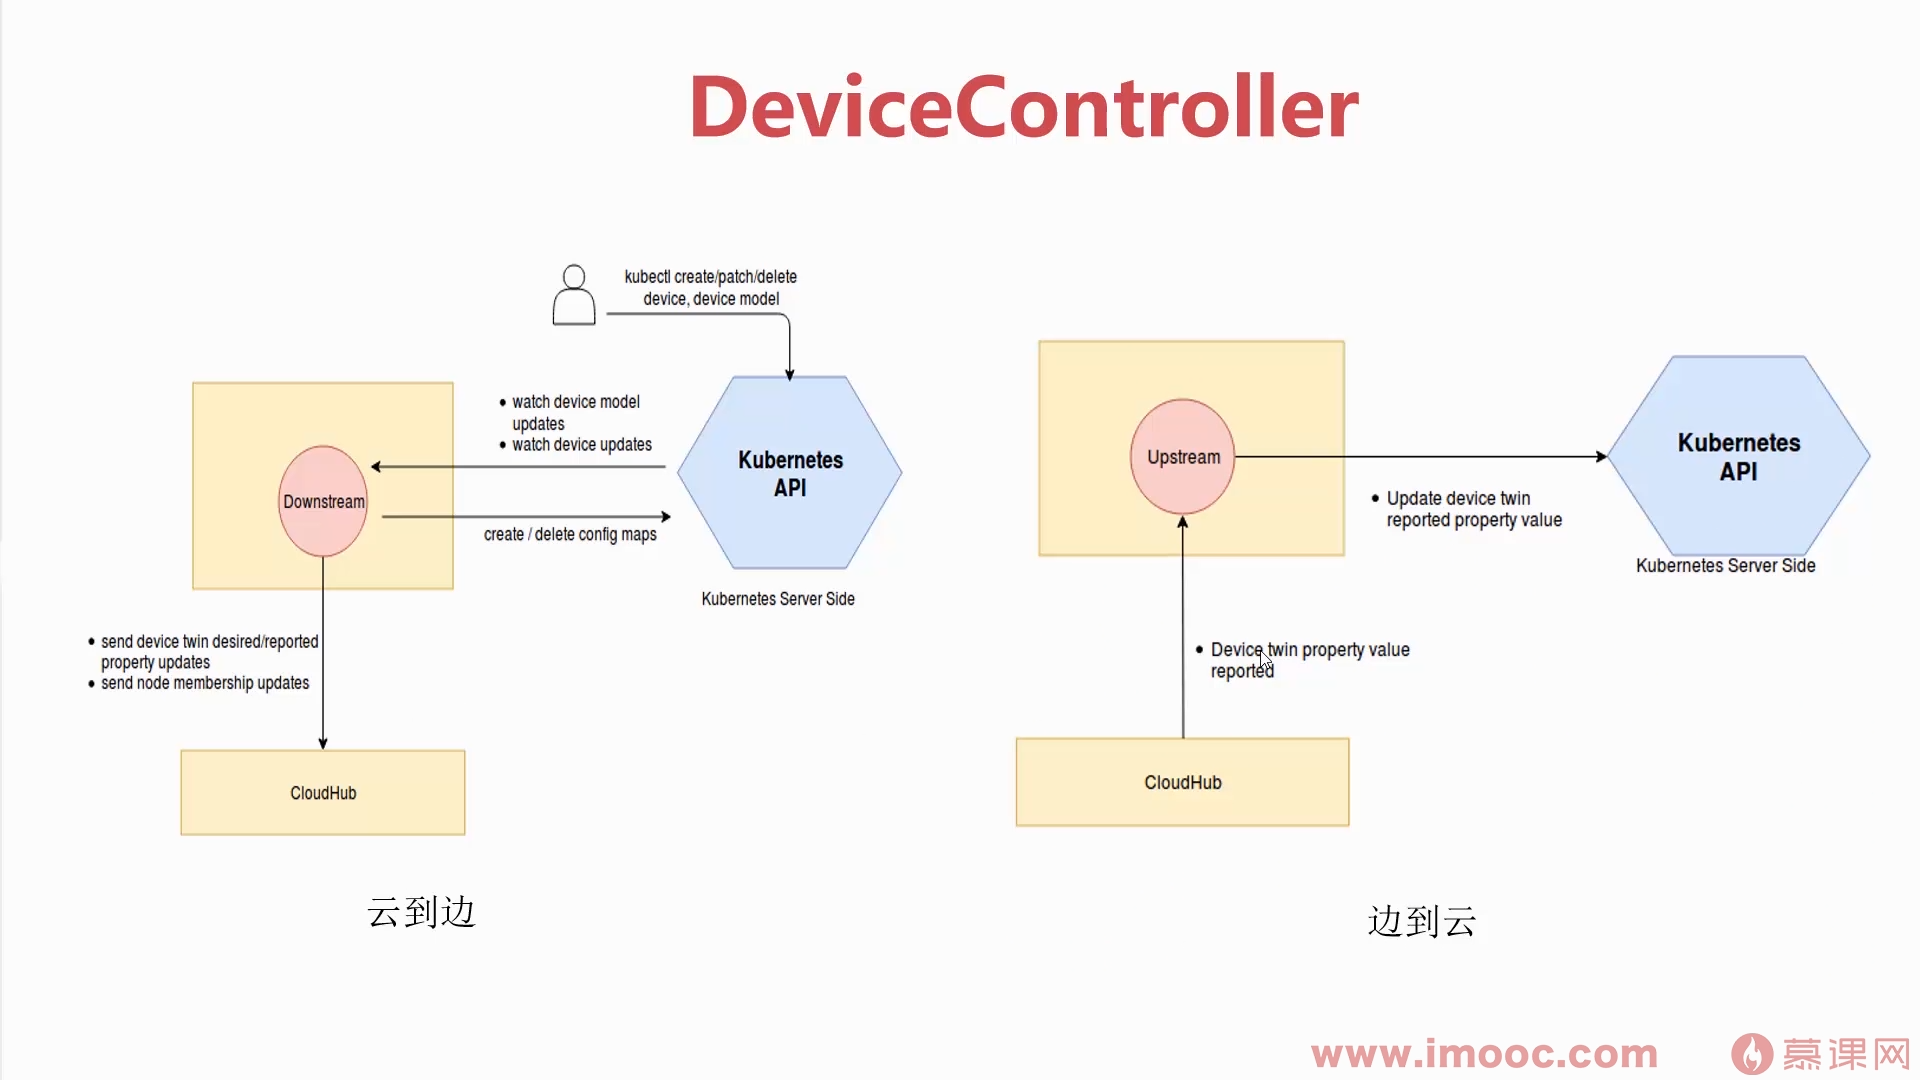 DeviceController
kubectl create/patch/delete
device, device model
• watch device model
updates
• watch device updates
Kubernetes
API
Downstream
create / delete config maps
Kubernetes Server Side
• send device twin desired/reported
property updates
• send node membership updates
CloudHub
云到边
Upstream
Kubernetes
API
• Update device twin
reported property value
Kubernetes Server Side
• Device twin property value
reported
CloudHub
边到云
www.imooc.com
慕课网